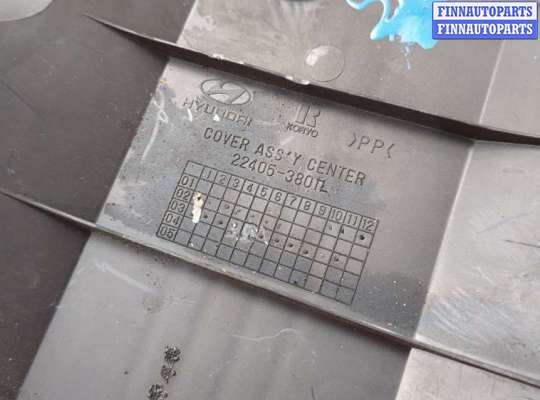 FINNAUTOPARTS
FINNAUTOPARTS
HYUNDAI
KORYO
>PP<
COVER ASS'Y CENTER
22405-3801L
1 2 3 4 5 6 7 8 9 10 11 12
01
02
03
04
05